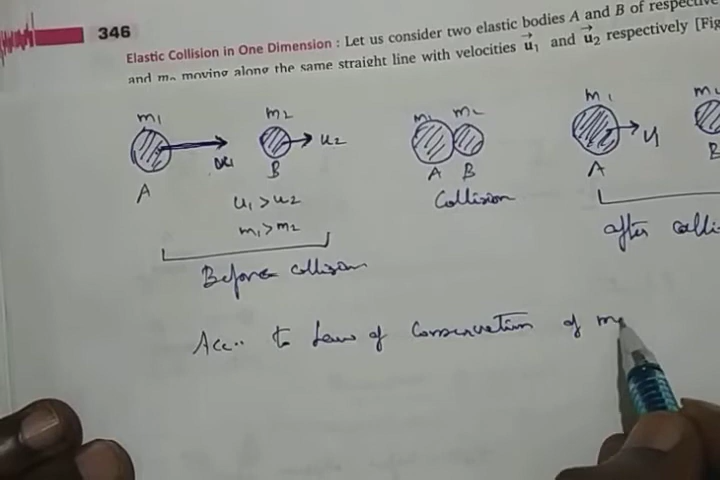 346
Elastic Collision in One Dimension : Let us consider two elastic bodies A and B of respective
and m₂ moving along the same straight line with velocities u⃗₁ and u⃗₂ respectively [Fig
m₁ m₂ m₁ m₂ m₁ m
u₂ u
A B A B A B
u₁ > u₂ Collision
m₁ > m₂
Before collision after colli
Acc.. to Law of Conservation of m